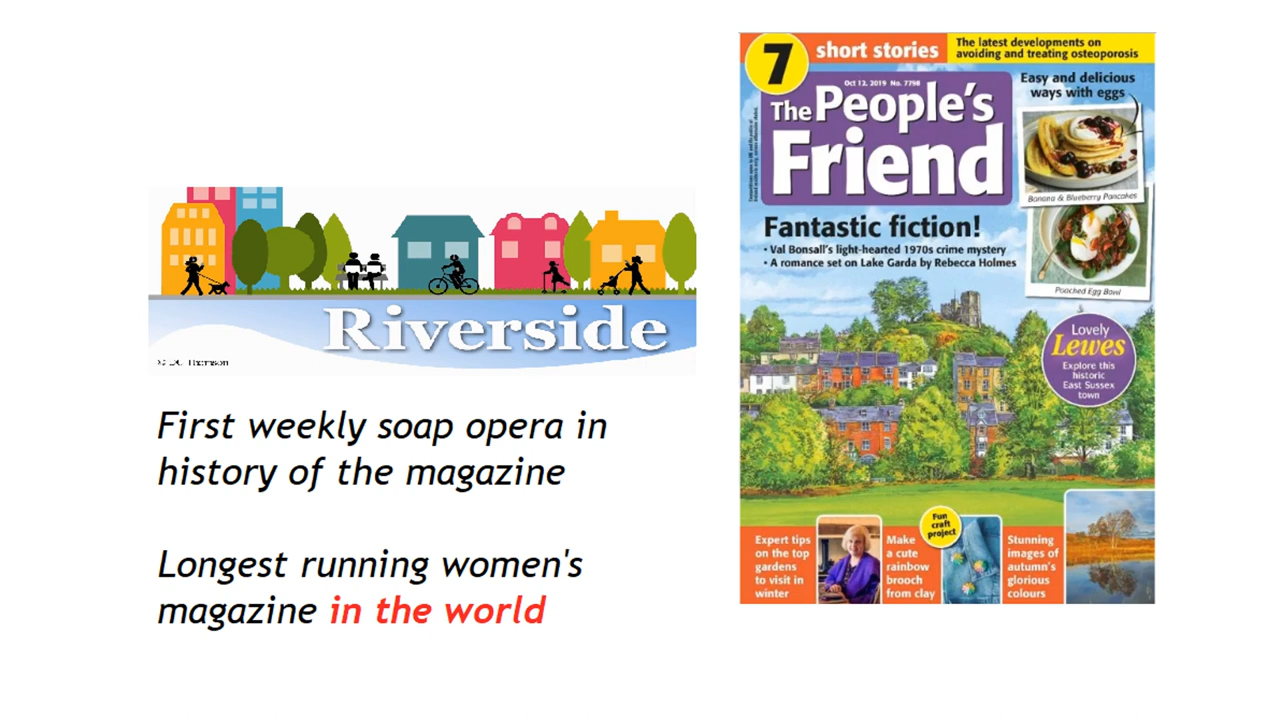 Riverside
© DC Thomson
First weekly soap opera in
history of the magazine
Longest running women's
magazine in the world
7
short stories
The latest developments on
avoiding and treating osteoporosis
Oct 12, 2019 No. 7798
The People's
Friend
Easy and delicious
ways with eggs
Banana & Blueberry Pancakes
Poached Egg Bowl
Fantastic fiction!
• Val Bonsall's light-hearted 1970s crime mystery
• A romance set on Lake Garda by Rebecca Holmes
Lovely
Lewes
Explore this
historic
East Sussex
town
Expert tips
on the top
gardens
to visit in
winter
Make
a cute
rainbow
brooch
from clay
Fun
craft
project
Stunning
images of
autumn's
glorious
colours